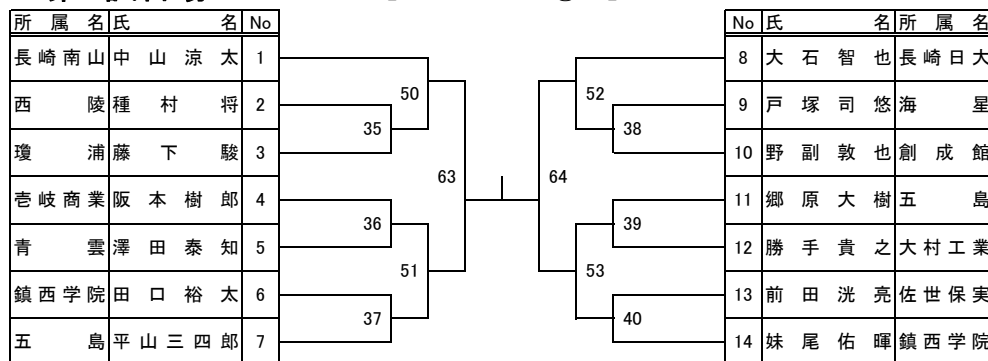 所属名 氏名 No
長崎南山 中山涼太 1
西陵 種村将 2
瓊浦 藤下駿 3
壱岐商業 阪本樹郎 4
青雲 澤田泰知 5
鎮西学院 田口裕太 6
五島 平山三四郎 7
50
35
63
36
51
37
64
52
38
39
53
40
No 氏名 所属名
8 大石智也 長崎日大
9 戸塚司悠 海星
10 野副敦也 創成館
11 郷原大樹 五島
12 勝手貴之 大村工業
13 前田洸亮 佐世保実
14 妹尾佑暉 鎮西学院